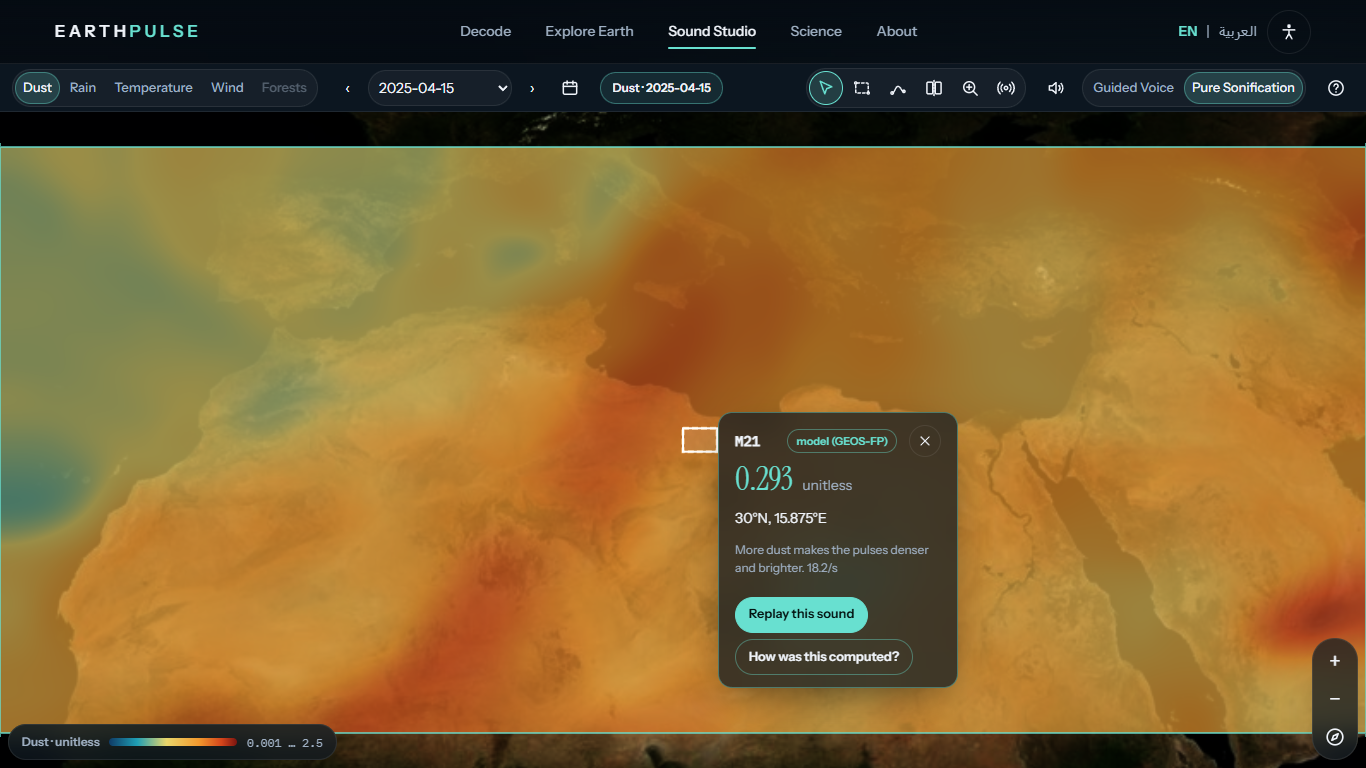 EARTHPULSE
Decode
Explore Earth
Sound Studio
Science
About
EN | العربية
Dust
Rain
Temperature
Wind
Forests
‹
2025-04-15
›
Dust·2025-04-15
Guided Voice
Pure Sonification
M21
model (GEOS-FP)
0.293 unitless
30°N, 15.875°E
More dust makes the pulses denser
and brighter. 18.2/s
Replay this sound
How was this computed?
Dust·unitless
0.001 … 2.5
+
−